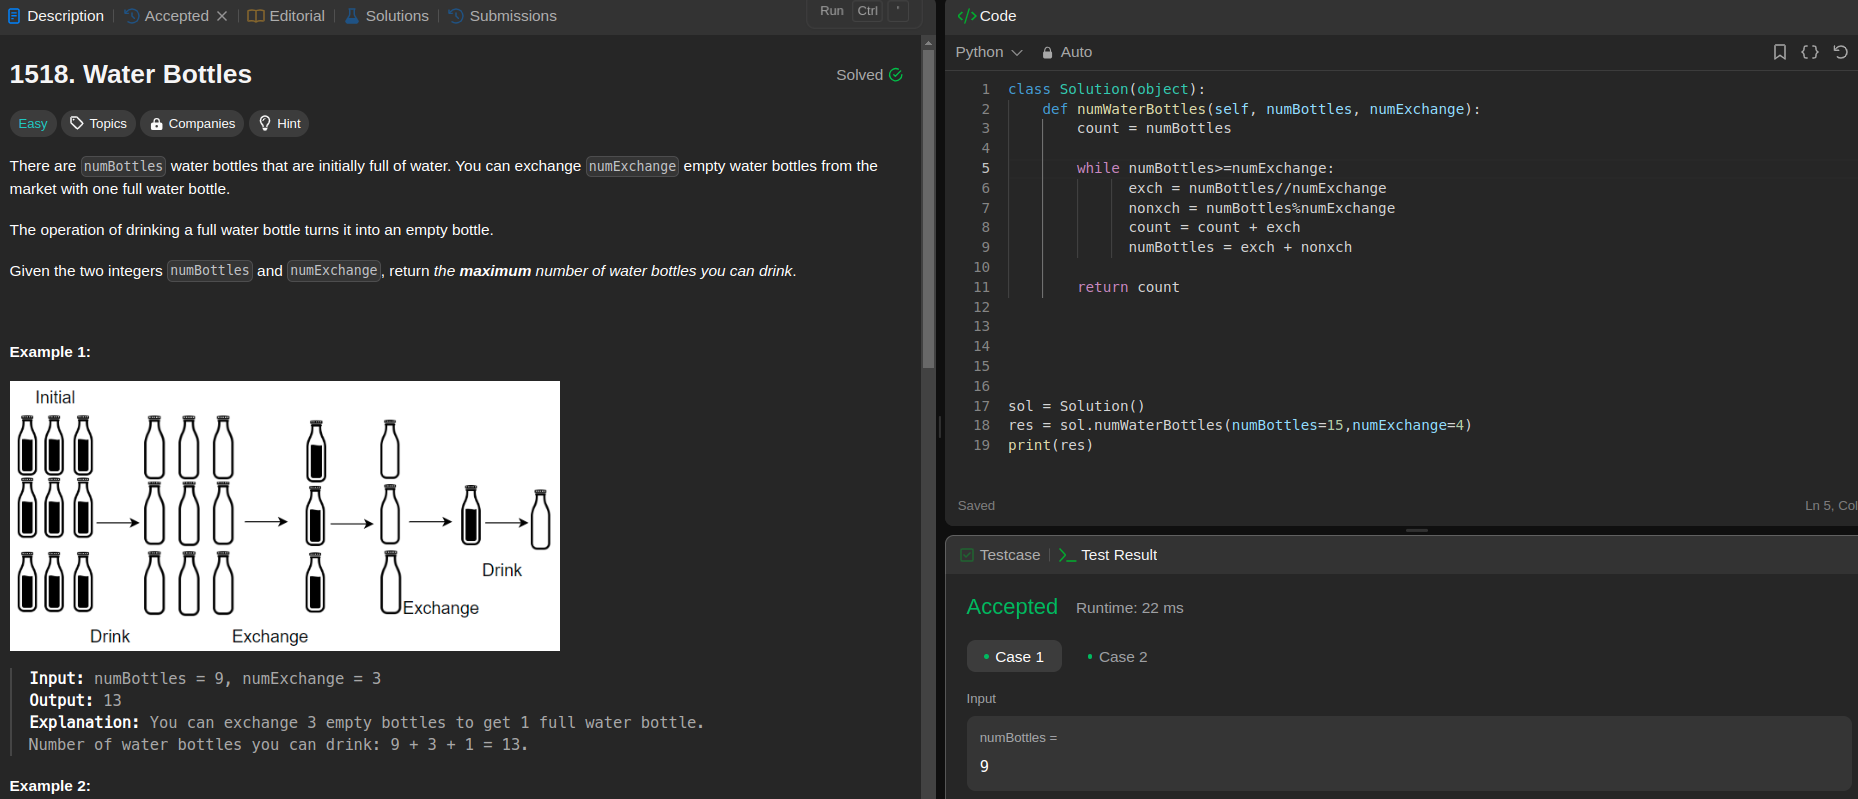 Description Accepted Editorial Solutions Submissions
Run Ctrl '
1518. Water Bottles
Solved
Easy Topics Companies Hint
There are numBottles water bottles that are initially full of water. You can exchange numExchange empty water bottles from the
market with one full water bottle.
The operation of drinking a full water bottle turns it into an empty bottle.
Given the two integers numBottles and numExchange, return the maximum number of water bottles you can drink.
Example 1:
Initial
Drink
Exchange
Exchange
Drink
Input: numBottles = 9, numExchange = 3
Output: 13
Explanation: You can exchange 3 empty bottles to get 1 full water bottle.
Number of water bottles you can drink: 9 + 3 + 1 = 13.
Example 2:
</> Code
Python Auto
{}
1 class Solution(object):
2 def numWaterBottles(self, numBottles, numExchange):
3 count = numBottles
4
5 while numBottles>=numExchange:
6 exch = numBottles//numExchange
7 nonxch = numBottles%numExchange
8 count = count + exch
9 numBottles = exch + nonxch
10
11 return count
12
13
14
15
16
17 sol = Solution()
18 res = sol.numWaterBottles(numBottles=15,numExchange=4)
19 print(res)
Saved
Ln 5, Col
Testcase >_ Test Result
Accepted Runtime: 22 ms
• Case 1 • Case 2
Input
numBottles =
9